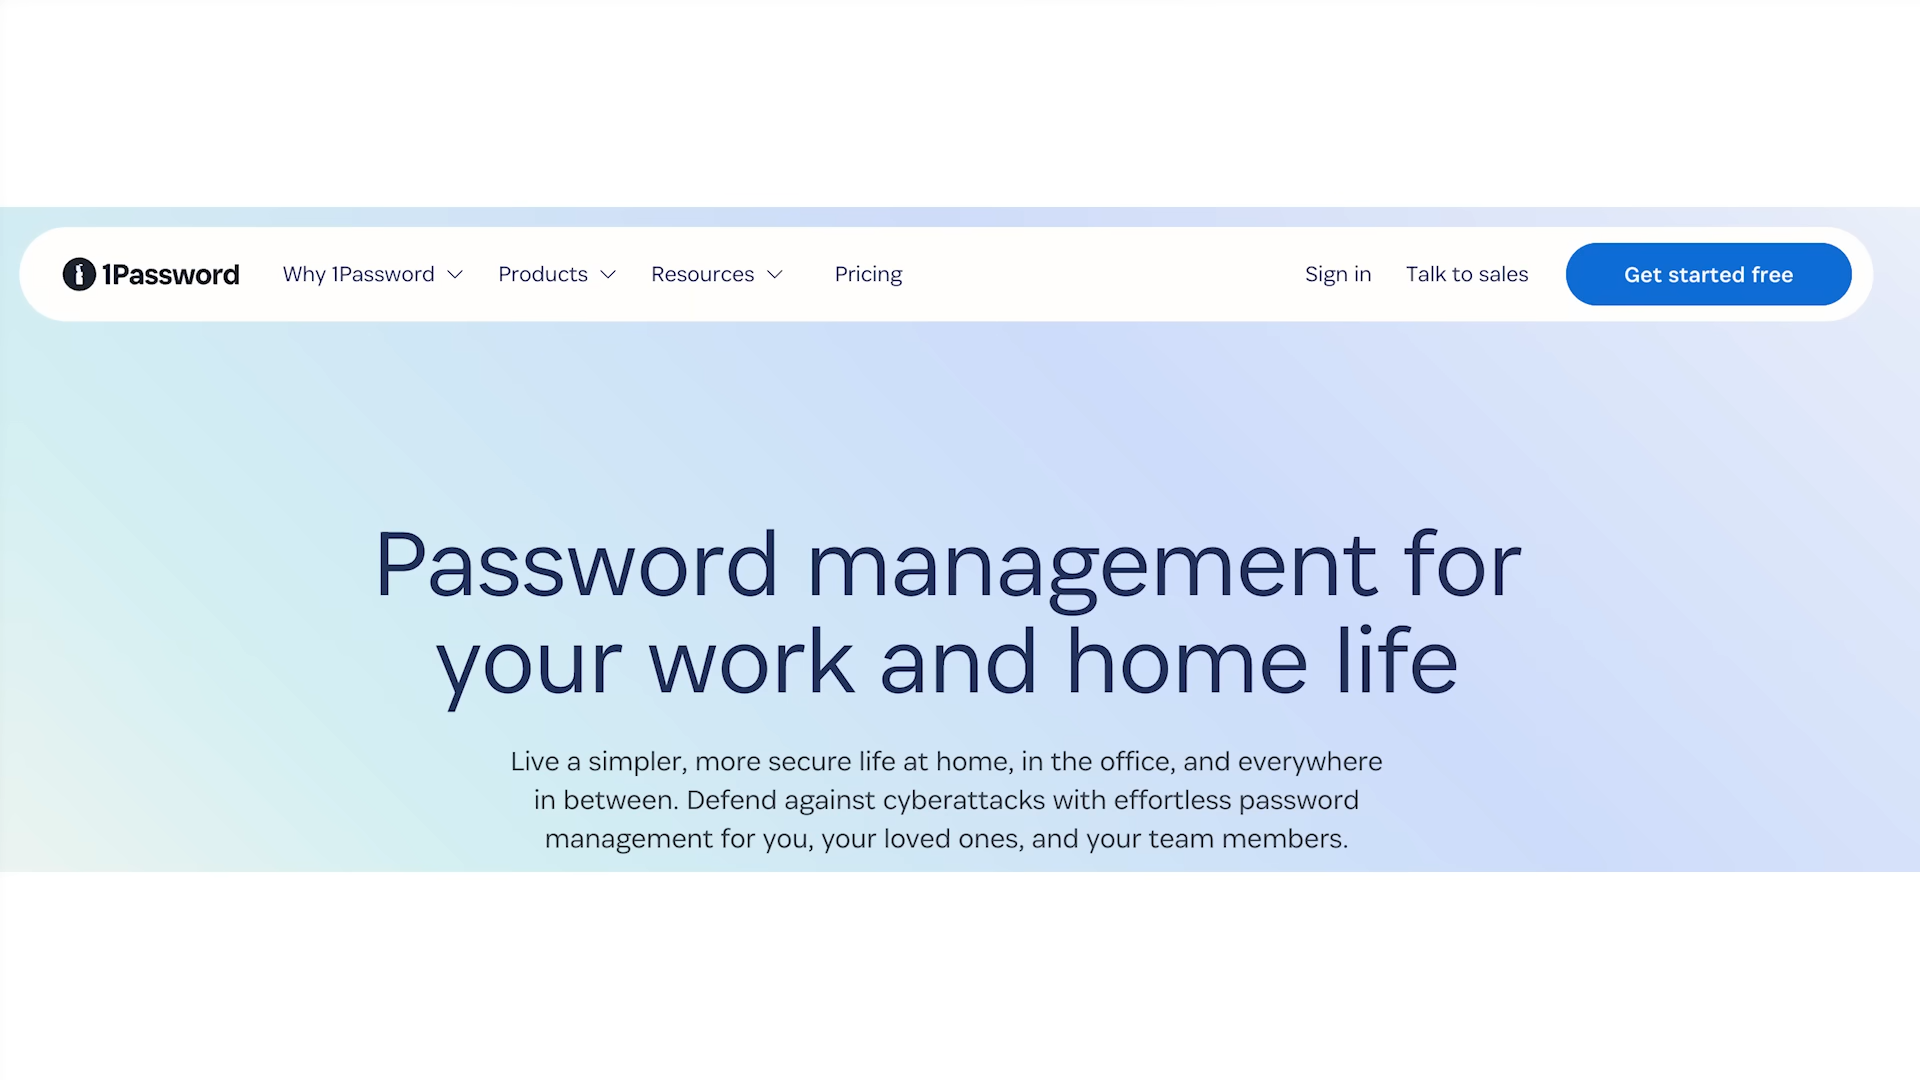 1Password Why 1Password Products Resources Pricing Sign in Talk to sales Get started free
Password management for
your work and home life
Live a simpler, more secure life at home, in the office, and everywhere
in between. Defend against cyberattacks with effortless password
management for you, your loved ones, and your team members.